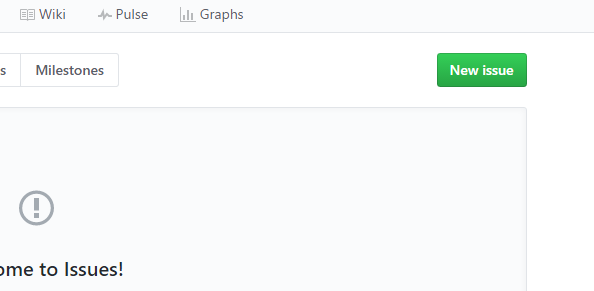 Wiki Pulse Graphs
s Milestones New issue
ome to Issues!